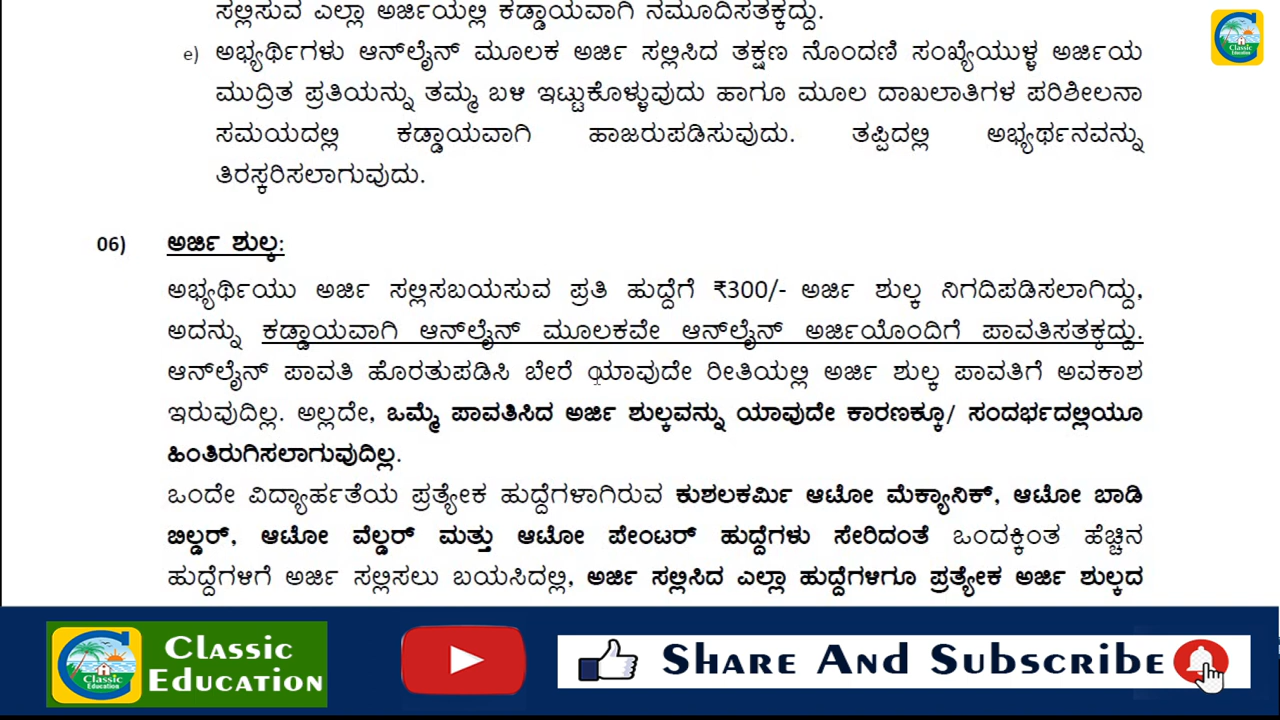 ಸಲ್ಲಿಸುವ ಎಲ್ಲಾ ಅರ್ಜಿಯಲ್ಲಿ ಕಡ್ಡಾಯವಾಗಿ ನಮೂದಿಸತಕ್ಕದ್ದು.
e) ಅಭ್ಯರ್ಥಿಗಳು ಆನ್‌ಲೈನ್ ಮೂಲಕ ಅರ್ಜಿ ಸಲ್ಲಿಸಿದ ತಕ್ಷಣ ನೊಂದಣಿ ಸಂಖ್ಯೆಯುಳ್ಳ ಅರ್ಜಿಯ
ಮುದ್ರಿತ ಪ್ರತಿಯನ್ನು ತಮ್ಮ ಬಳಿ ಇಟ್ಟುಕೊಳ್ಳುವುದು ಹಾಗೂ ಮೂಲ ದಾಖಲಾತಿಗಳ ಪರಿಶೀಲನಾ
ಸಮಯದಲ್ಲಿ ಕಡ್ಡಾಯವಾಗಿ ಹಾಜರುಪಡಿಸುವುದು. ತಪ್ಪಿದಲ್ಲಿ ಅಭ್ಯರ್ಥನವನ್ನು
ತಿರಸ್ಕರಿಸಲಾಗುವುದು.
06) ಅರ್ಜಿ ಶುಲ್ಕ:
ಅಭ್ಯರ್ಥಿಯು ಅರ್ಜಿ ಸಲ್ಲಿಸಬಯಸುವ ಪ್ರತಿ ಹುದ್ದೆಗೆ ₹300/- ಅರ್ಜಿ ಶುಲ್ಕ ನಿಗದಿಪಡಿಸಲಾಗಿದ್ದು,
ಅದನ್ನು ಕಡ್ಡಾಯವಾಗಿ ಆನ್‌ಲೈನ್ ಮೂಲಕವೇ ಆನ್‌ಲೈನ್ ಅರ್ಜಿಯೊಂದಿಗೆ ಪಾವತಿಸತಕ್ಕದ್ದು.
ಆನ್‌ಲೈನ್ ಪಾವತಿ ಹೊರತುಪಡಿಸಿ ಬೇರೆ ಯಾವುದೇ ರೀತಿಯಲ್ಲಿ ಅರ್ಜಿ ಶುಲ್ಕ ಪಾವತಿಗೆ ಅವಕಾಶ
ಇರುವುದಿಲ್ಲ. ಅಲ್ಲದೇ, ಒಮ್ಮೆ ಪಾವತಿಸಿದ ಅರ್ಜಿ ಶುಲ್ಕವನ್ನು ಯಾವುದೇ ಕಾರಣಕ್ಕೂ/ ಸಂದರ್ಭದಲ್ಲಿಯೂ
ಹಿಂತಿರುಗಿಸಲಾಗುವುದಿಲ್ಲ.
ಒಂದೇ ವಿದ್ಯಾರ್ಹತೆಯ ಪ್ರತ್ಯೇಕ ಹುದ್ದೆಗಳಾಗಿರುವ ಕುಶಲಕರ್ಮಿ ಆಟೋ ಮೆಕ್ಯಾನಿಕ್, ಆಟೋ ಬಾಡಿ
ಬಿಲ್ಡರ್, ಆಟೋ ವೆಲ್ಡರ್ ಮತ್ತು ಆಟೋ ಪೇಂಟರ್ ಹುದ್ದೆಗಳು ಸೇರಿದಂತೆ ಒಂದಕ್ಕಿಂತ ಹೆಚ್ಚಿನ
ಹುದ್ದೆಗಳಿಗೆ ಅರ್ಜಿ ಸಲ್ಲಿಸಲು ಬಯಸಿದಲ್ಲಿ, ಅರ್ಜಿ ಸಲ್ಲಿಸಿದ ಎಲ್ಲಾ ಹುದ್ದೆಗಳಿಗೂ ಪ್ರತ್ಯೇಕ ಅರ್ಜಿ ಶುಲ್ಕದ
Classic
Education
Classic
Education
Classic
Education
Share And Subscribe